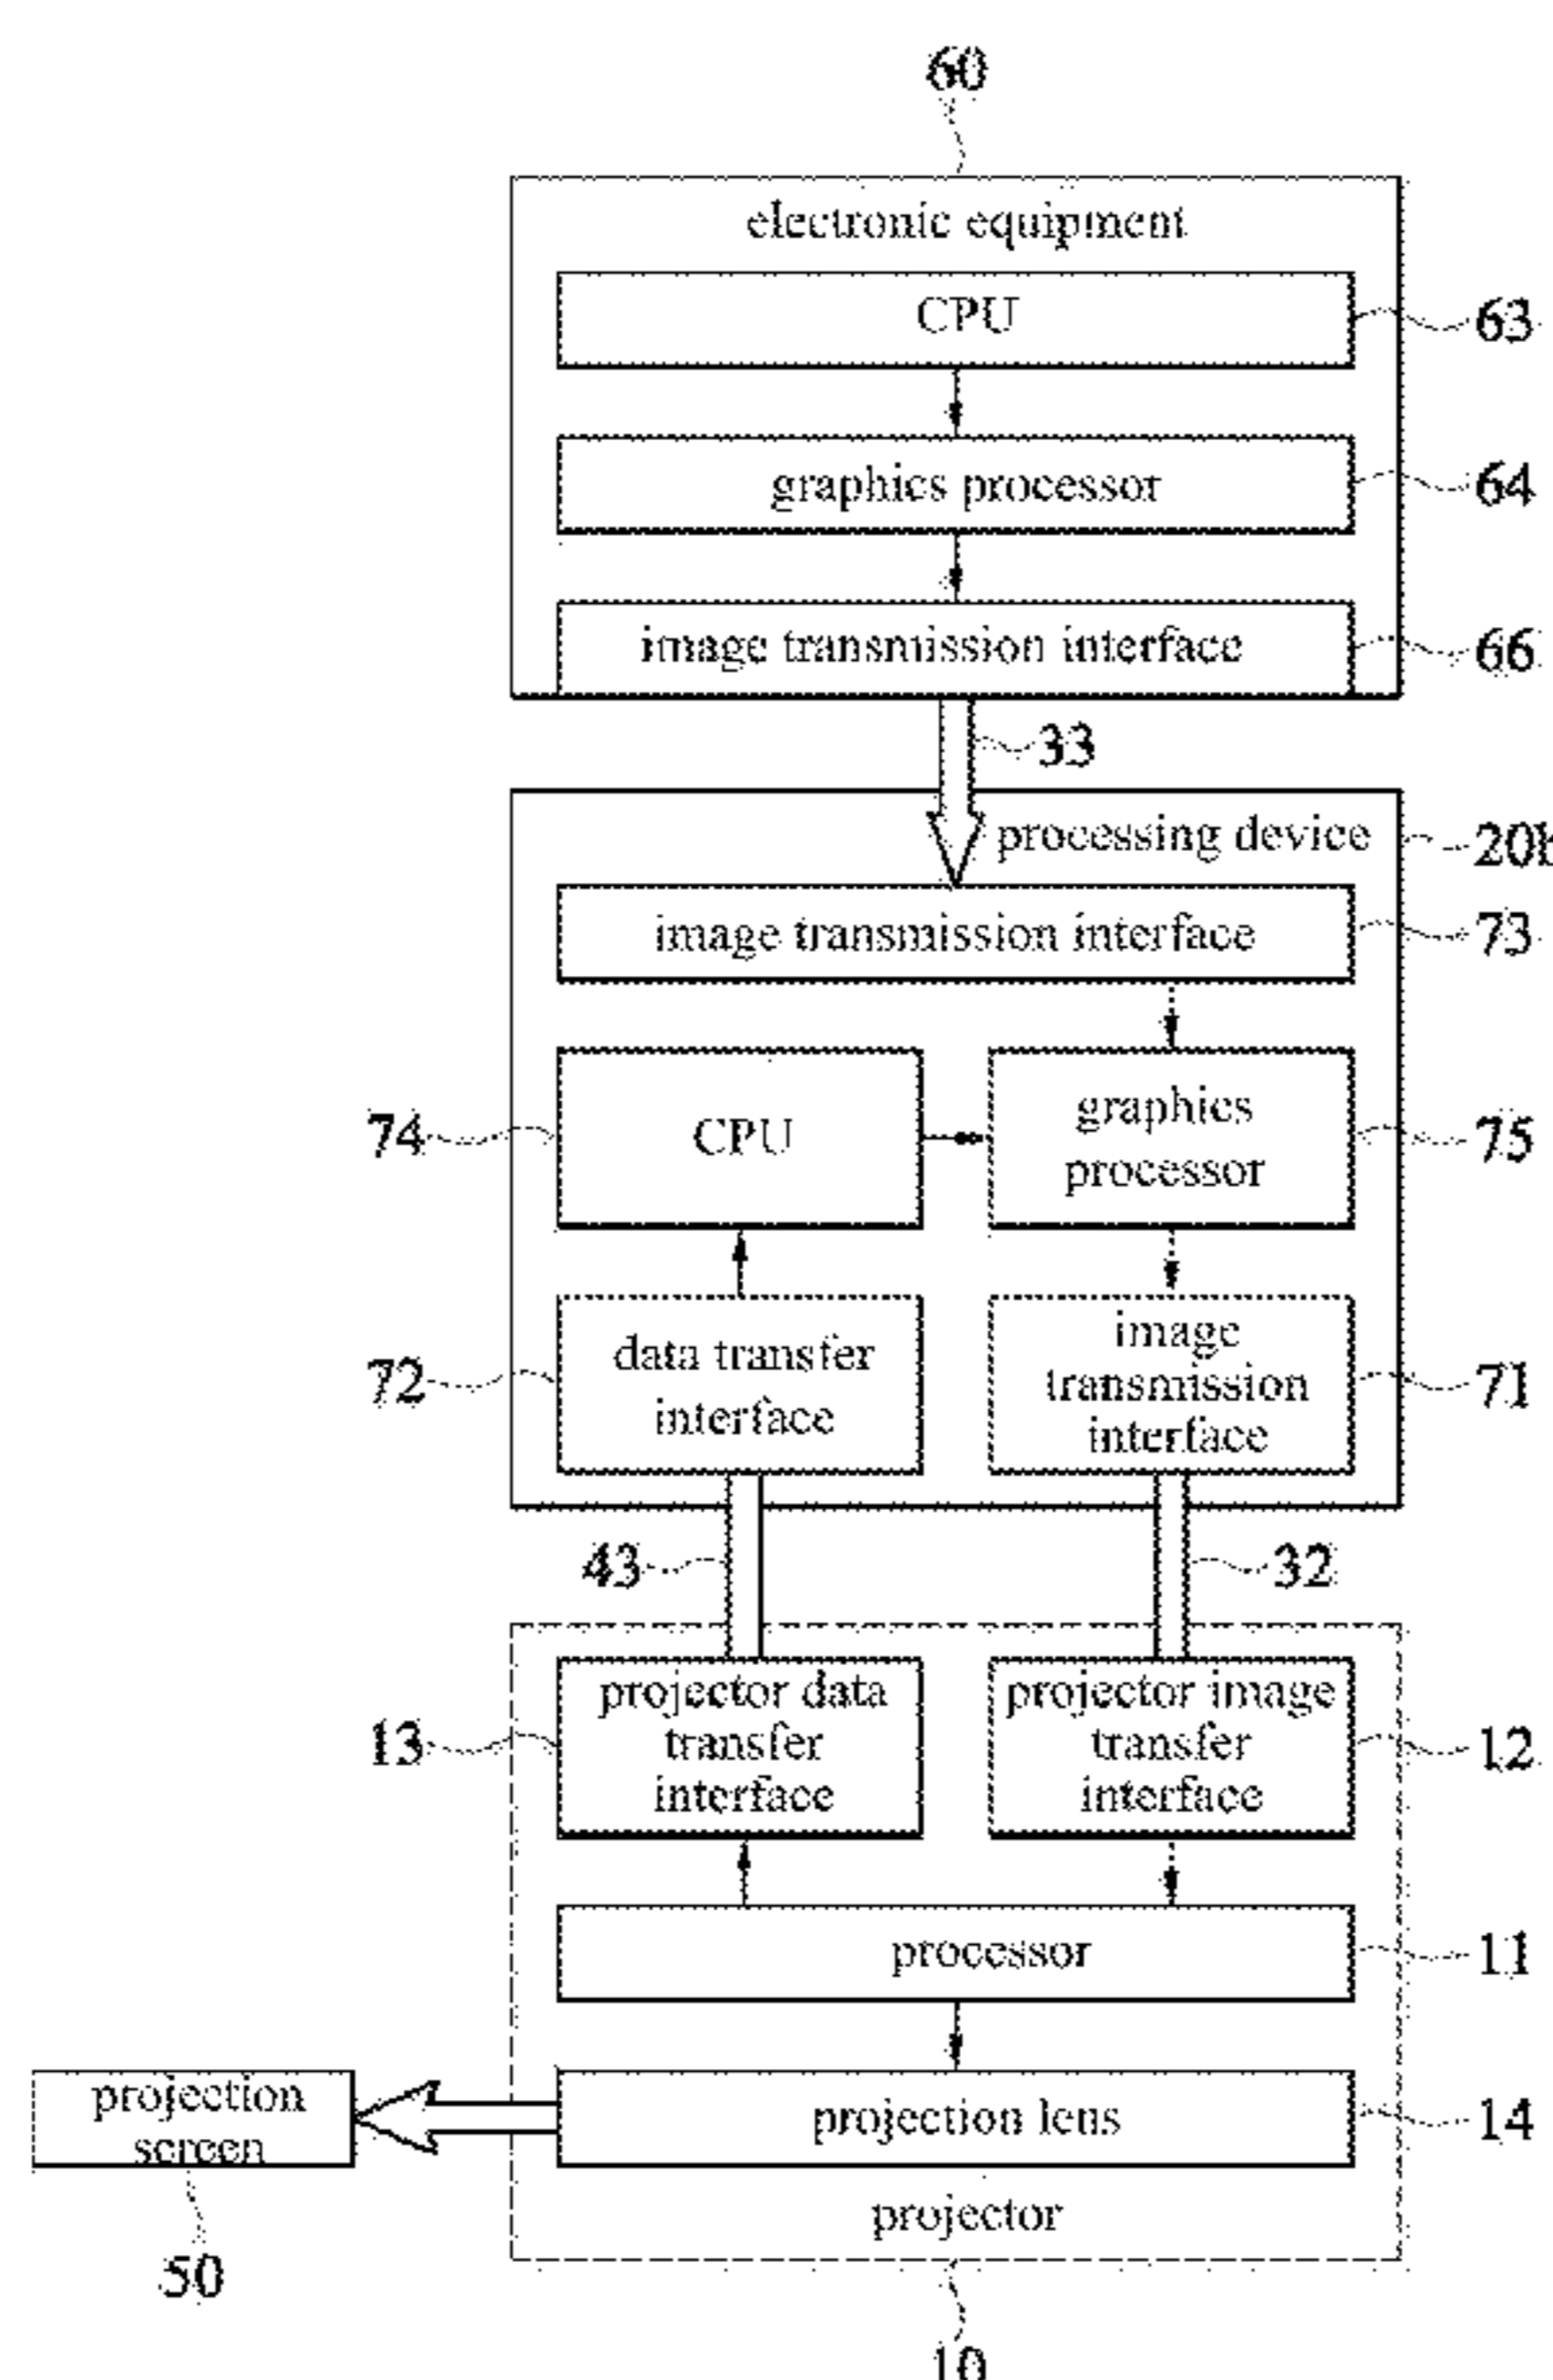 60
electronic equipment
CPU
63
graphics processor
64
image transmission interface
66
33
processing device
20b
image transmission interface
73
74
CPU
graphics
processor
75
72
data transfer
interface
image
transmission
interface
71
43
32
13
projector data
transfer
interface
projector image
transfer
interface
12
processor
11
projection
screen
projection lens
14
projector
50
10